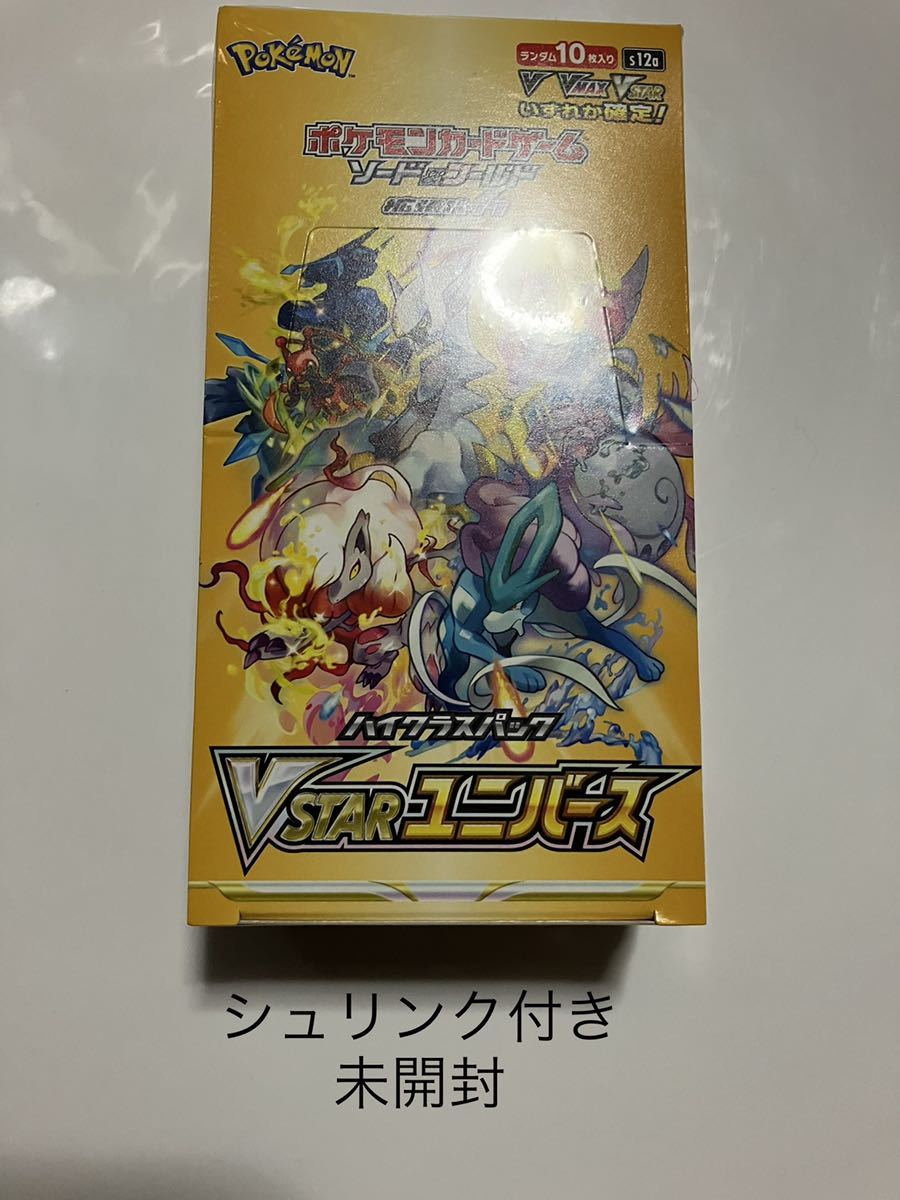 POKéMON
ランダム10枚入り s12a
V VMAX VSTAR
いずれか確定!
ポケモンカードゲーム
ソード&シールド
ハイクラスパック
VSTARユニバース
シュリンク付き
未開封